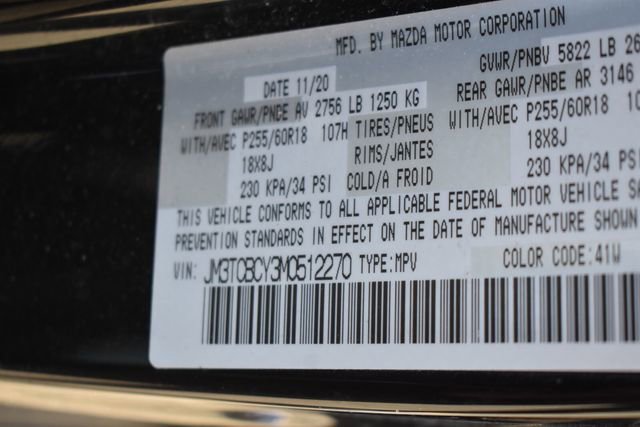 MFD. BY MAZDA MOTOR CORPORATION
DATE 11/20 GVWR/PNBV 5822 LB 26
FRONT GAWR/PNCE AV 2756 LB 1250 KG REAR GAWR/PNBE AR 3146
WITH/AVEC P255/60R18 107H TIRES/PNEUS WITH/AVEC P255/60R18
18X8J RIMS/JANTES 18X8J
230 KPA/34 PSI COLD/A FROID 230 KPA/34 PSI
THIS VEHICLE CONFORMS TO ALL APPLICABLE FEDERAL MOTOR VEHICLE SA
PREVENTION STANDARDS IN EFFECT ON THE DATE OF MANUFACTURE SHOWN
VIN: JM3TCBCY3M0512270 TYPE:MPV COLOR CODE:41W